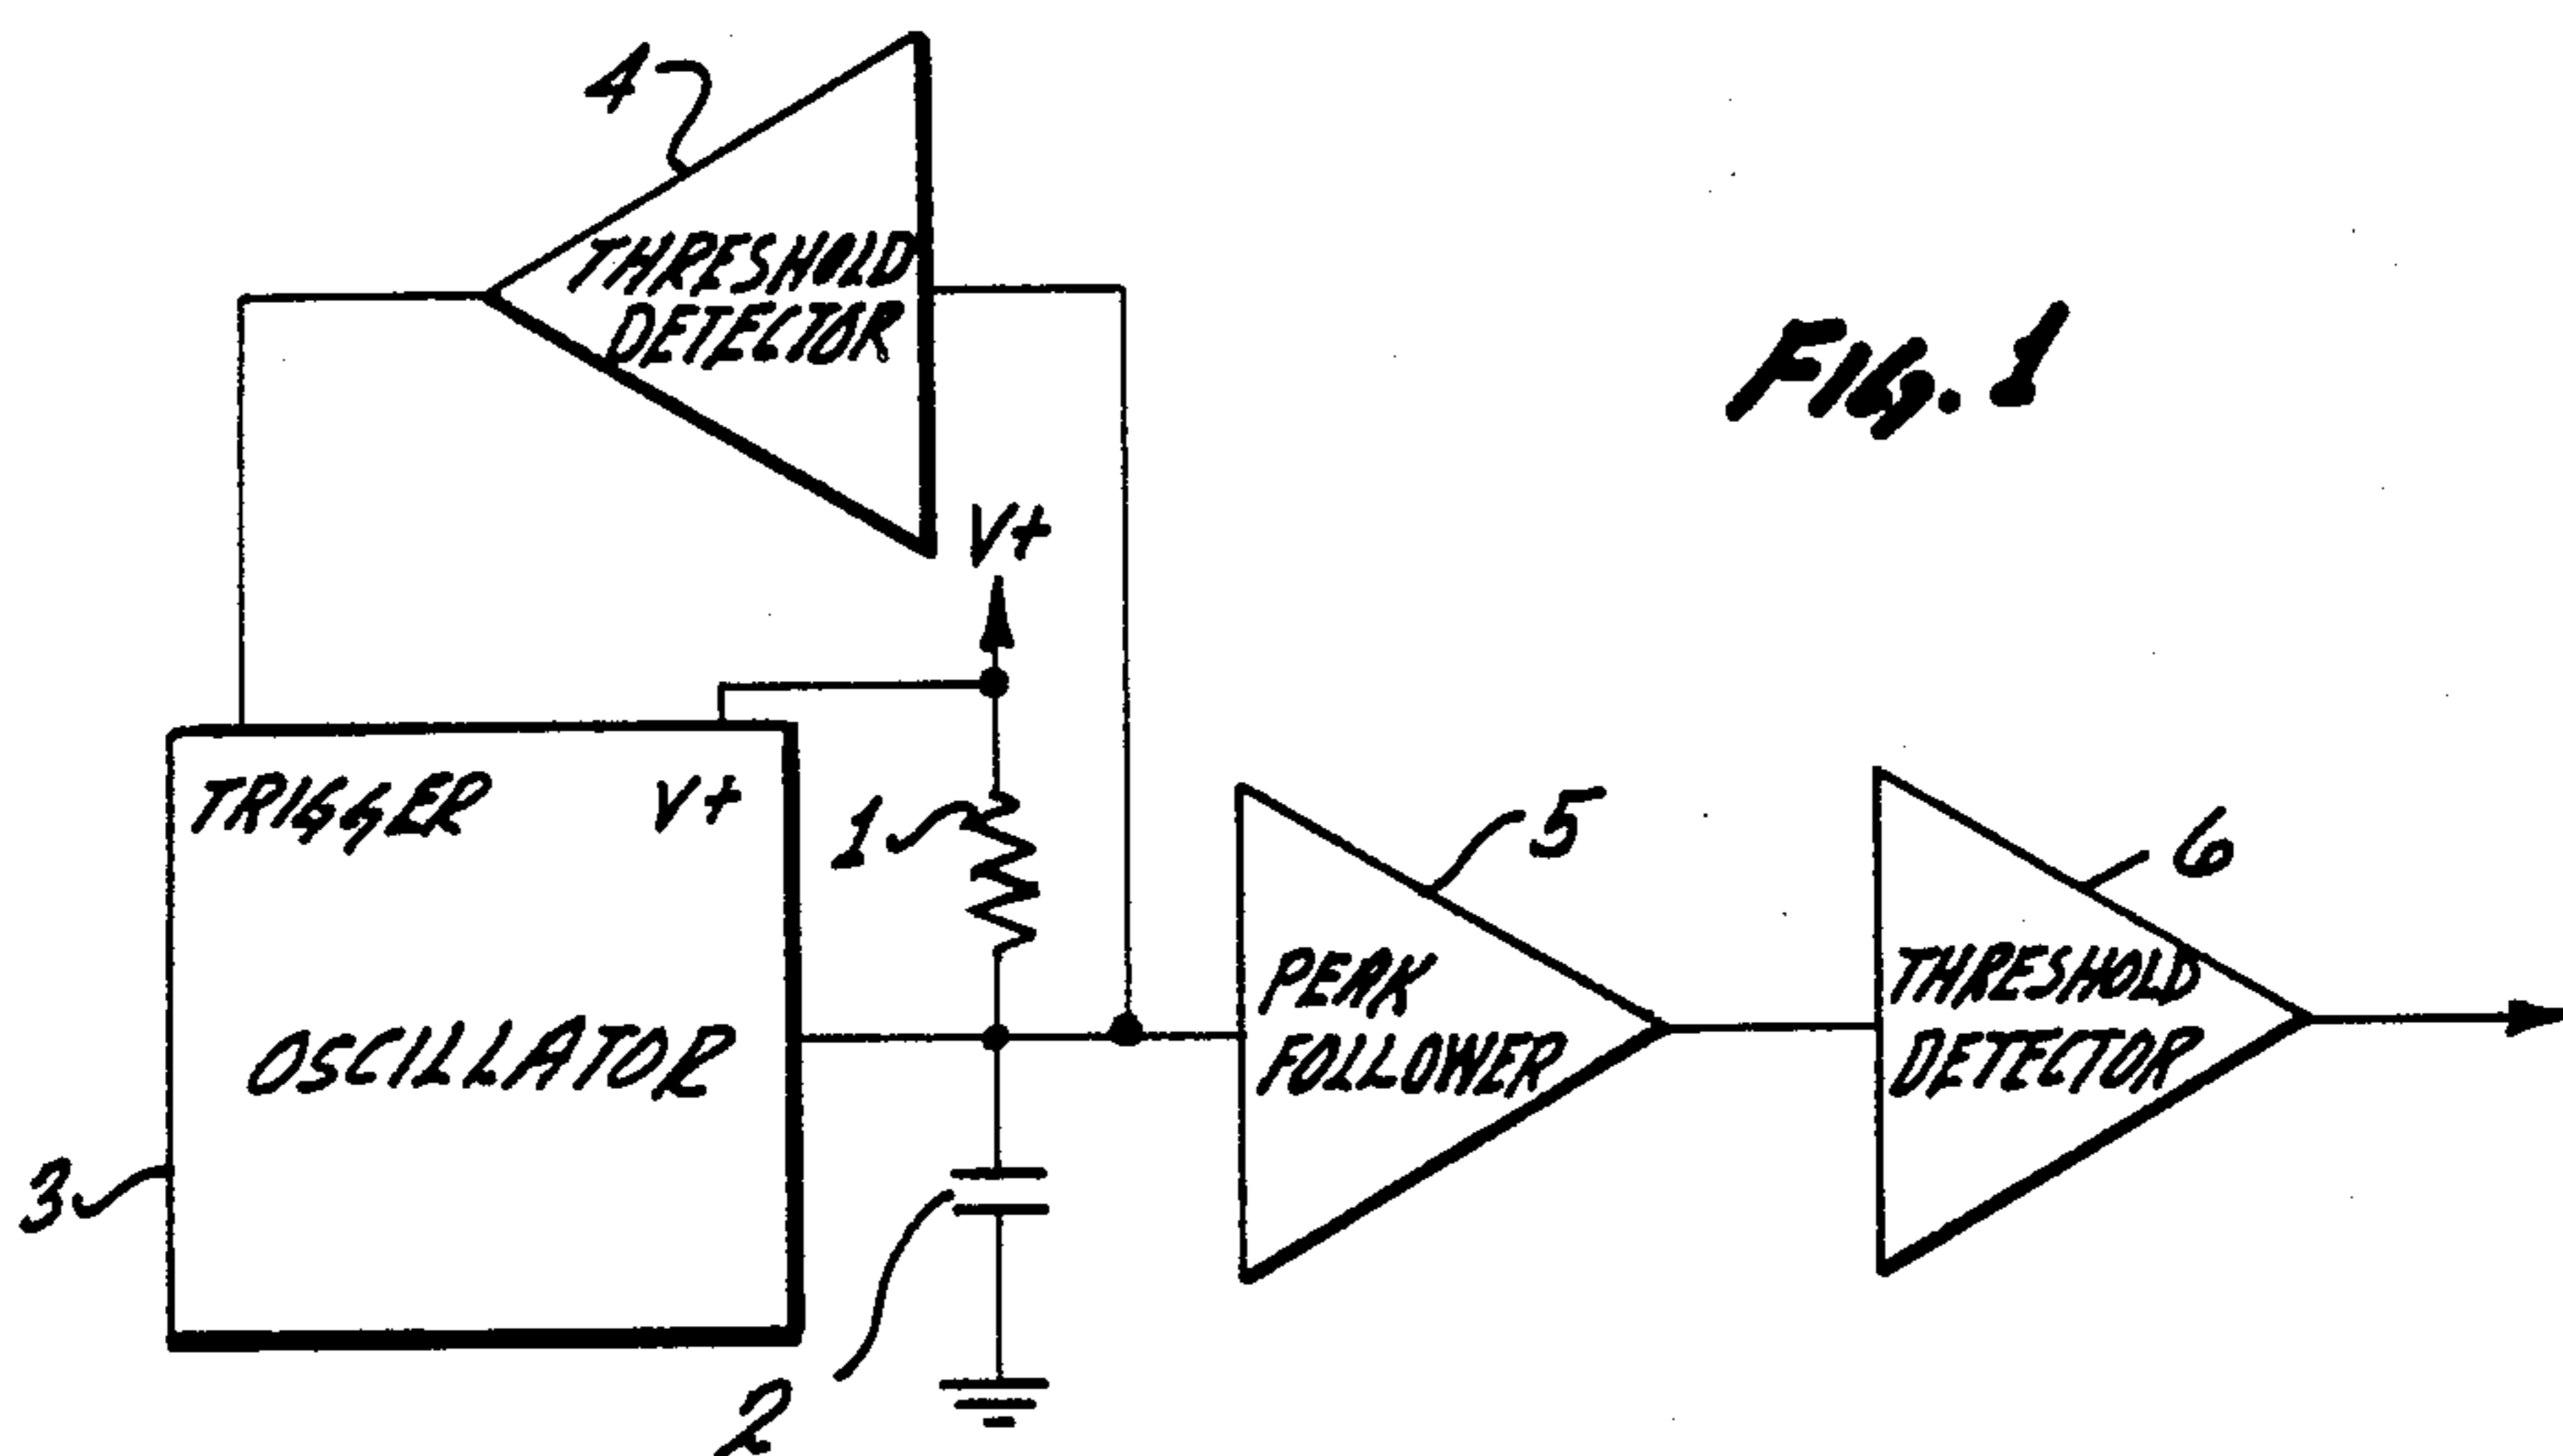 4
THRESHOLD
DETECTOR
FIG. 1
V+
TRIGGER V+
1
5
6
PEAK
FOLLOWER
THRESHOLD
DETECTOR
OSCILLATOR
3
2